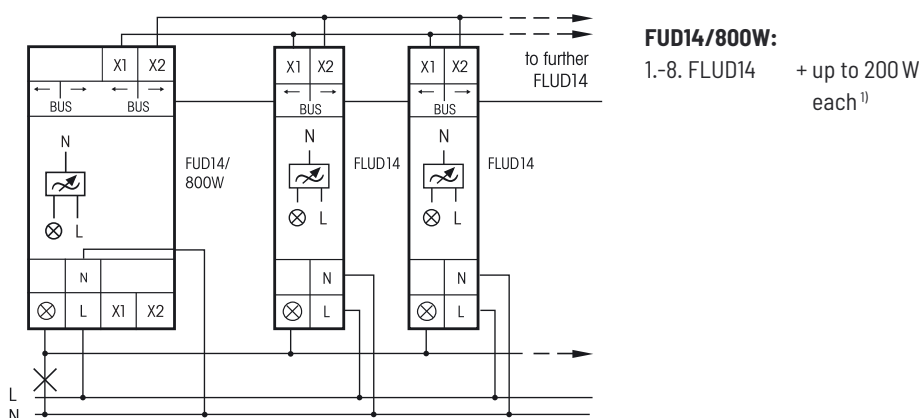 X1 X2
BUS BUS
N
L
FUD14/
800W
N
L X1 X2
X1 X2
BUS
N
L
FLUD14
N
L
X1 X2
BUS
N
L
FLUD14
N
L
to further
FLUD14
L
N
FUD14/800W:
1.-8. FLUD14 + up to 200 W
each 1)